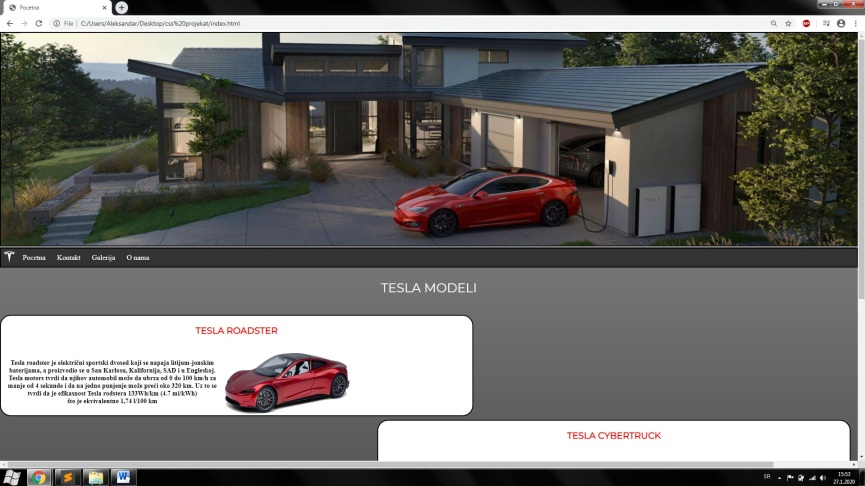 Pocetna
File
C:/Users/Aleksandar/Desktop/css%20projekat/index.html
Pocetna Kontakt Galerija O nama
TESLA MODELI
TESLA ROADSTER
Tesla roadster je električni sportski dvosed koji se napaja litijum-jonskim
baterijama, a proizvodio se u San Karlosu, Kalifornija, SAD i u Engleskoj.
Tesla motors tvrdi da njihov automobil može da ubrza od 0 do 100 km/h za
manje od 4 sekunde i da na jedno punjenje može preći oko 320 km. Uz to se
tvrdi da je efikasnost Tesla rodstera 133Wh/km (4.7 mi/kWh)
što je ekvivalentno 1,74 l/100 km
TESLA CYBERTRUCK
SR
15:53
27.1.2020